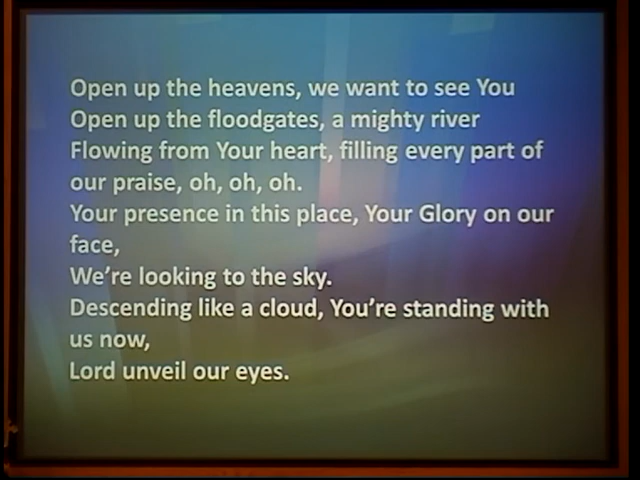 Open up the heavens, we want to see You
Open up the floodgates, a mighty river
Flowing from Your heart, filling every part of
our praise, oh, oh, oh.
Your presence in this place, Your Glory on our
face,
We're looking to the sky.
Descending like a cloud, You're standing with
us now,
Lord unveil our eyes.